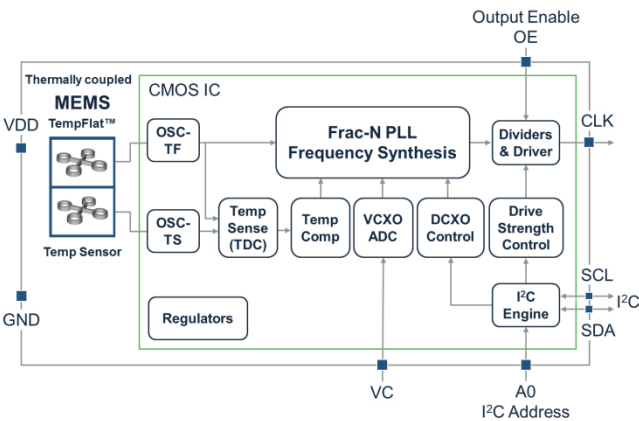 Output Enable
OE
Thermally coupled
MEMS
TempFlat™
CMOS IC
VDD
CLK
OSC-
TF
Frac-N PLL
Frequency Synthesis
Dividers
& Driver
OSC-
TS
Temp
Sense
(TDC)
Temp
Comp
VCXO
ADC
DCXO
Control
Drive
Strength
Control
Temp Sensor
SCL
I²C
SDA
I²C
Engine
GND
Regulators
VC
A0
I²C Address